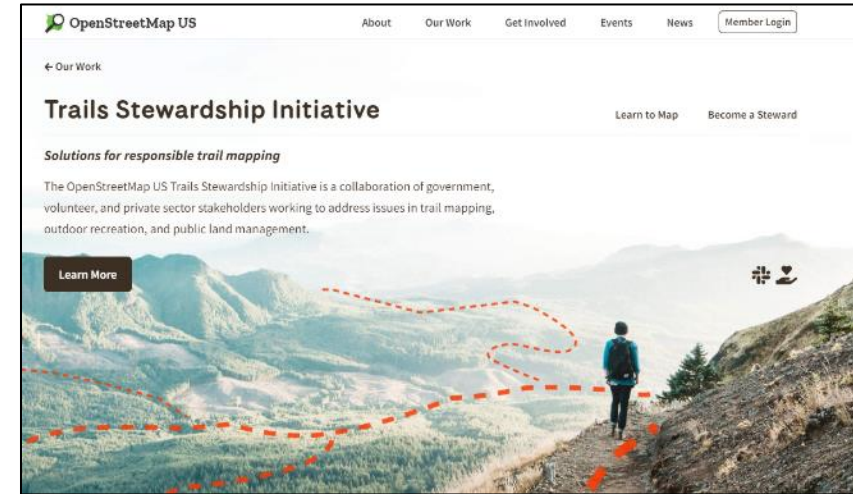 OpenStreetMap US
About
Our Work
Get Involved
Events
News
Member Login
← Our Work
Trails Stewardship Initiative
Learn to Map
Become a Steward
Solutions for responsible trail mapping
The OpenStreetMap US Trails Stewardship Initiative is a collaboration of government,
volunteer, and private sector stakeholders working to address issues in trail mapping,
outdoor recreation, and public land management.
Learn More